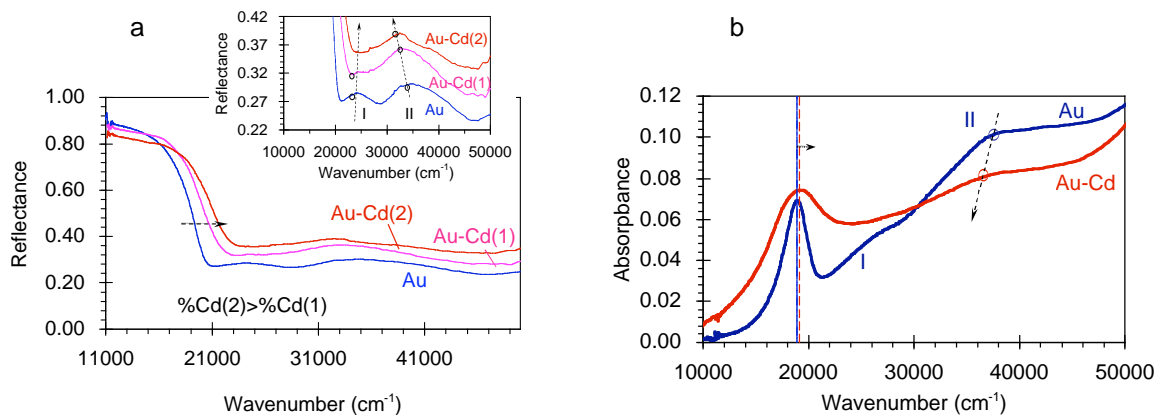 a
b
0.42
0.37
0.32
0.27
0.22
Reflectance
Au-Cd(2)
Au-Cd(1)
Au
I
II
10000 20000 30000 40000 50000
Wavenumber (cm-1)
1.00
0.80
0.60
0.40
0.20
0.00
Reflectance
Au-Cd(2)
Au-Cd(1)
Au
%Cd(2)>%Cd(1)
11000 21000 31000 41000
Wavenumber (cm-1)
0.12
0.10
0.08
0.06
0.04
0.02
0.00
Absorpbance
II
Au
Au-Cd
I
10000 20000 30000 40000 50000
Wavenumber (cm-1)